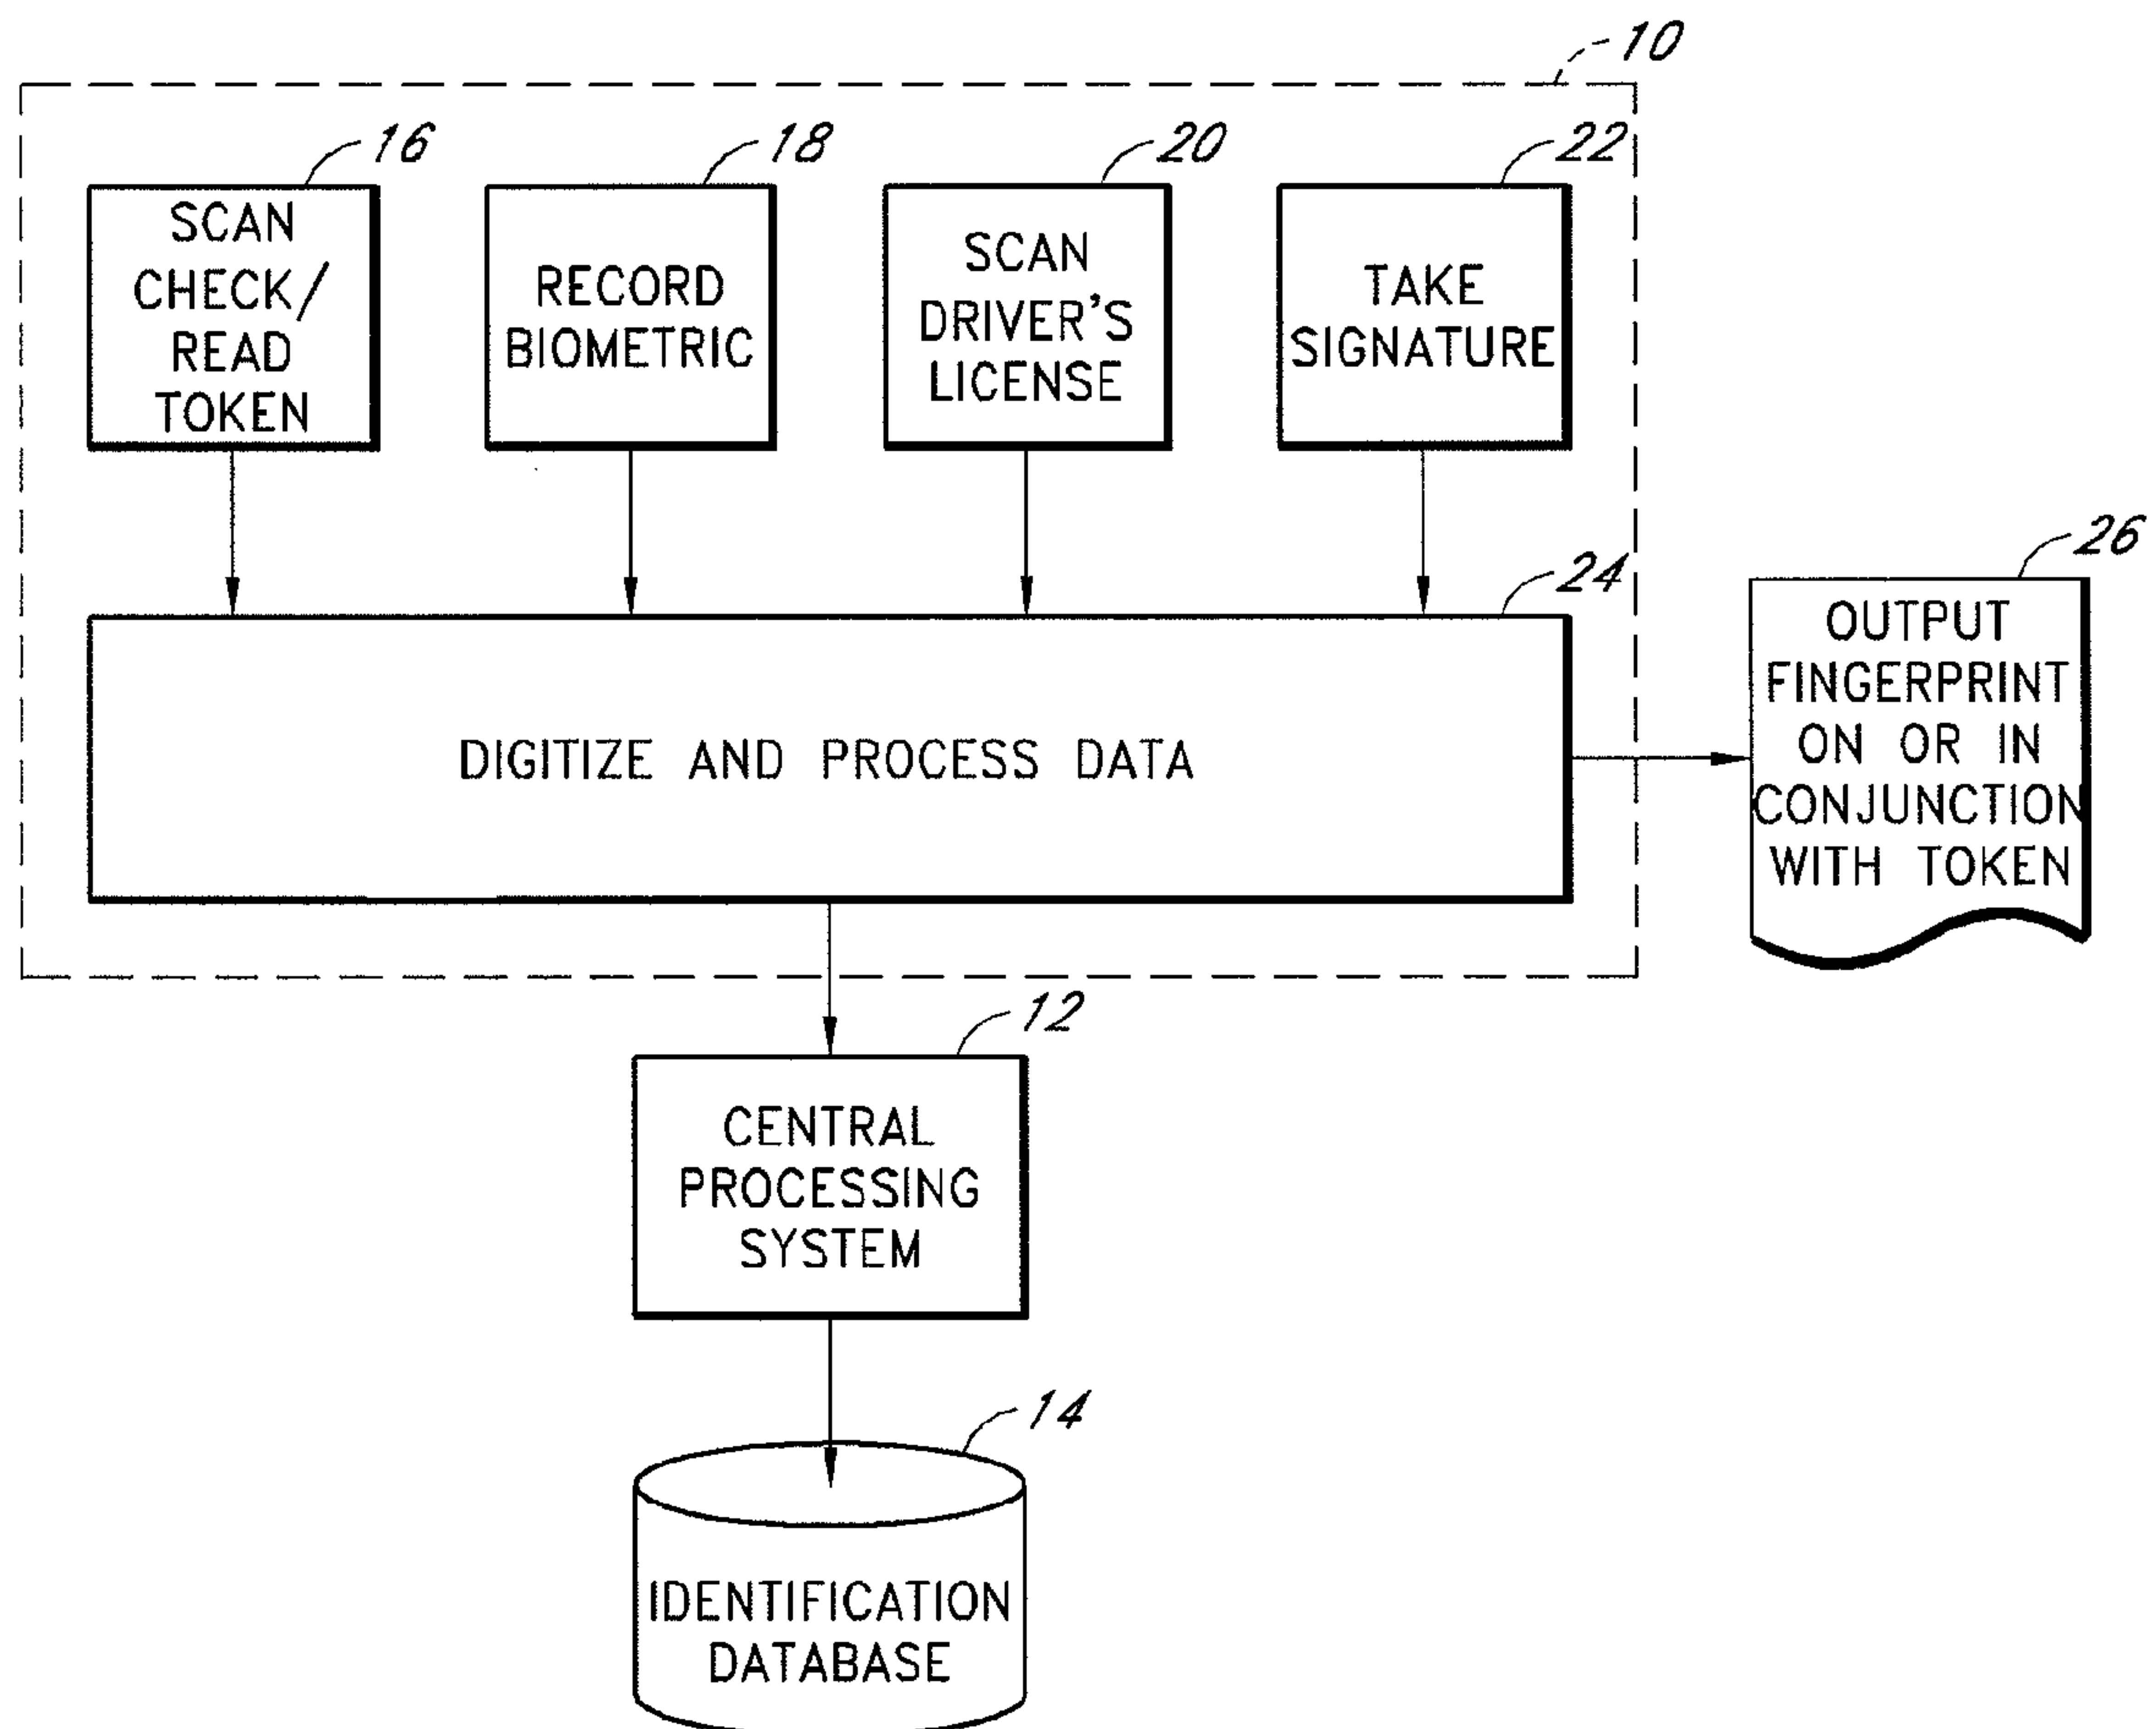 10
16
18
20
22
SCAN
CHECK/
READ
TOKEN
RECORD
BIOMETRIC
SCAN
DRIVER'S
LICENSE
TAKE
SIGNATURE
24
26
DIGITIZE AND PROCESS DATA
OUTPUT
FINGERPRINT
ON OR IN
CONJUNCTION
WITH TOKEN
12
CENTRAL
PROCESSING
SYSTEM
14
IDENTIFICATION
DATABASE